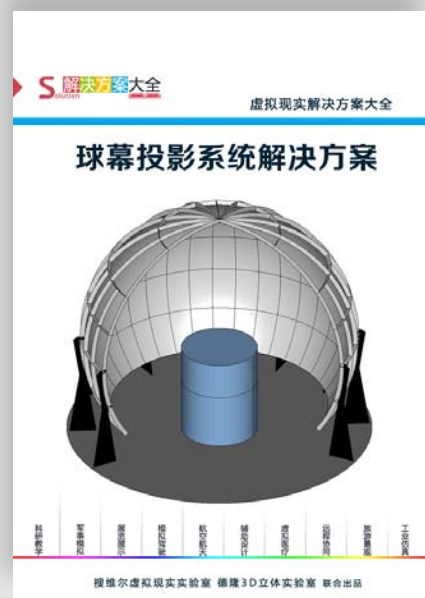 Solution 解决方案大全
虚拟现实解决方案大全
球幕投影系统解决方案
科研教学
军事模拟
展览展示
模拟驾驶
航空航天
辅助设计
虚拟医疗
远程协同
旅游景观
工业仿真
搜维尔虚拟现实实验室 德隆3D立体实验室 联合出品